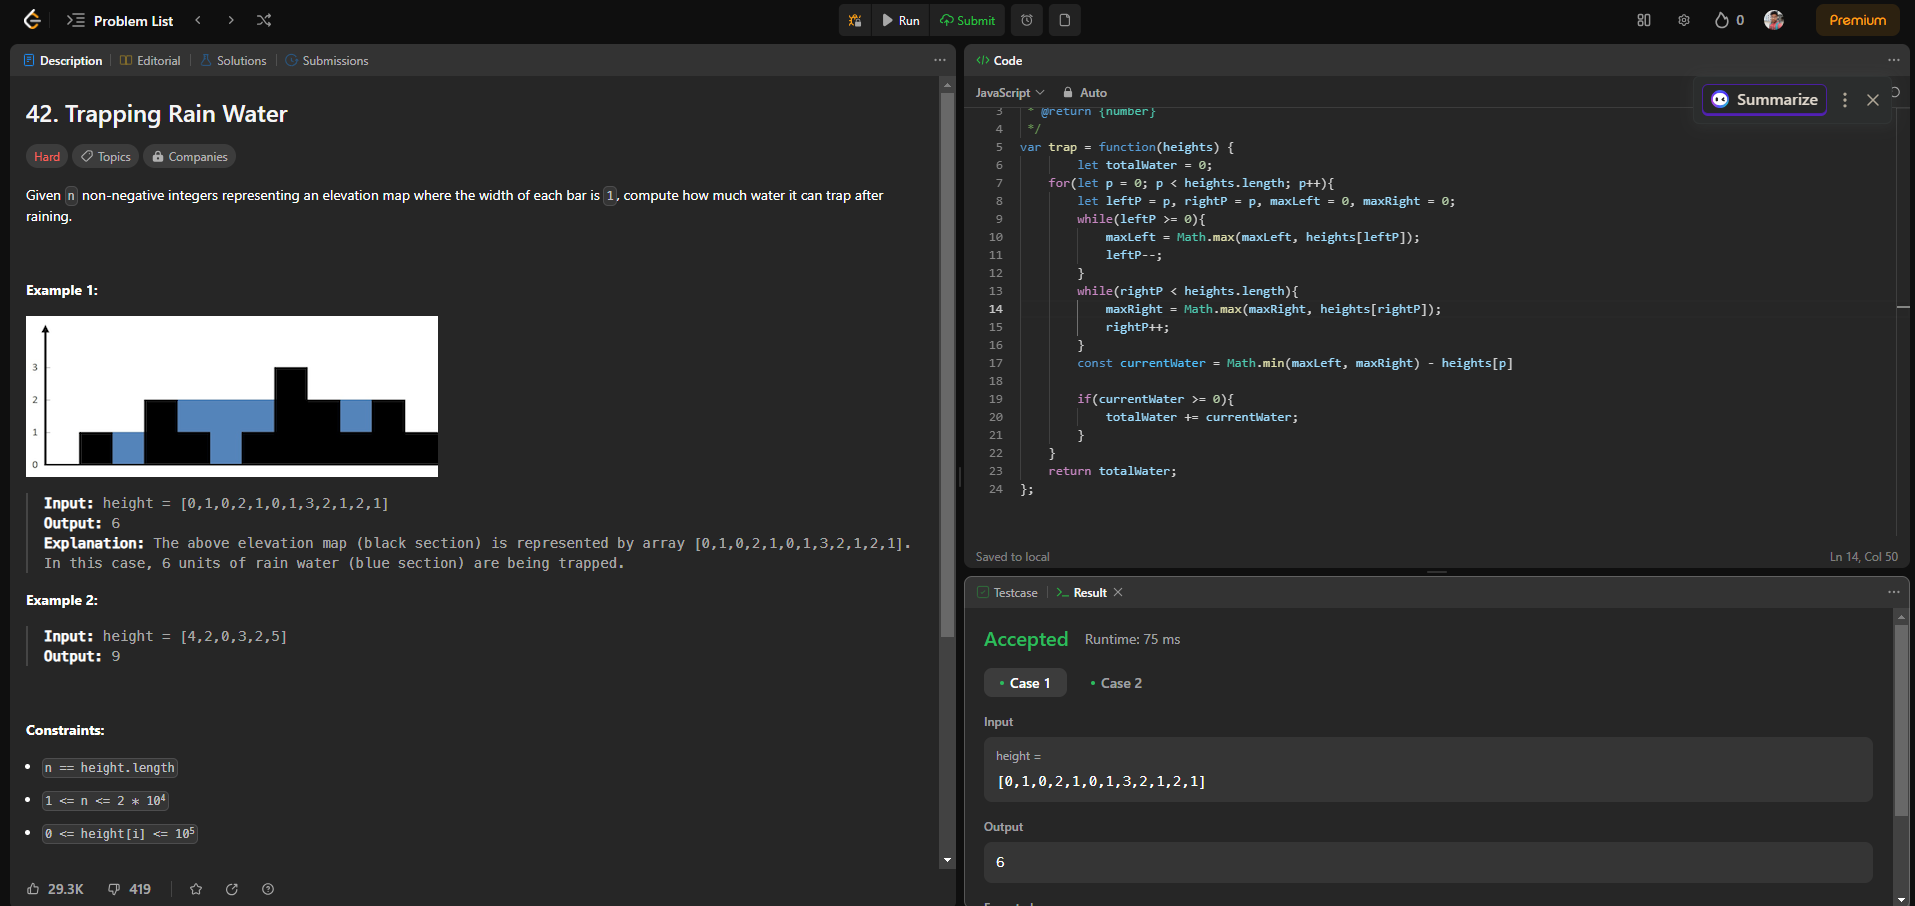 Problem List
Run
Submit
0
Premium
Description
Editorial
Solutions
Submissions
42. Trapping Rain Water
Hard
Topics
Companies
Given n non-negative integers representing an elevation map where the width of each bar is 1, compute how much water it can trap after
raining.
Example 1:
3
2
1
0
Input: height = [0,1,0,2,1,0,1,3,2,1,2,1]
Output: 6
Explanation: The above elevation map (black section) is represented by array [0,1,0,2,1,0,1,3,2,1,2,1].
In this case, 6 units of rain water (blue section) are being trapped.
Example 2:
Input: height = [4,2,0,3,2,5]
Output: 9
Constraints:
n == height.length
1 <= n <= 2 * 10⁴
0 <= height[i] <= 10⁵
29.3K
419
</> Code
JavaScript
Auto
Summarize
3 * @return {number}
4 */
5 var trap = function(heights) {
6 let totalWater = 0;
7 for(let p = 0; p < heights.length; p++){
8 let leftP = p, rightP = p, maxLeft = 0, maxRight = 0;
9 while(leftP >= 0){
10 maxLeft = Math.max(maxLeft, heights[leftP]);
11 leftP--;
12 }
13 while(rightP < heights.length){
14 maxRight = Math.max(maxRight, heights[rightP]);
15 rightP++;
16 }
17 const currentWater = Math.min(maxLeft, maxRight) - heights[p]
18
19 if(currentWater >= 0){
20 totalWater += currentWater;
21 }
22 }
23 return totalWater;
24 };
Saved to local
Ln 14, Col 50
Testcase
Result
Accepted
Runtime: 75 ms
• Case 1
• Case 2
Input
height =
[0,1,0,2,1,0,1,3,2,1,2,1]
Output
6